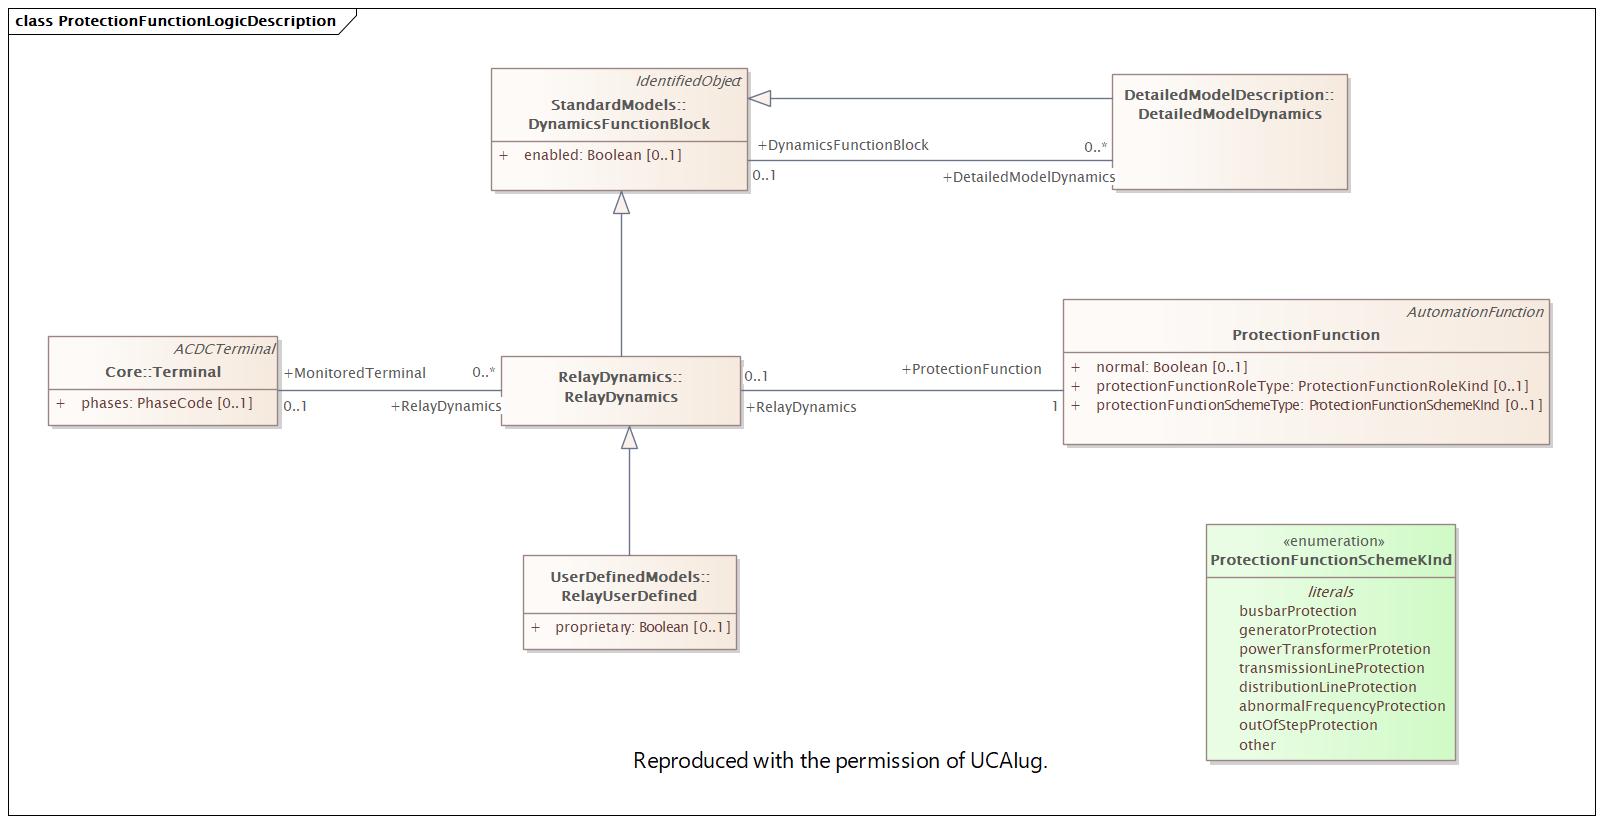 class ProtectionFunctionLogicDescription
IdentifiedObject
StandardModels::
DynamicsFunctionBlock
+ enabled: Boolean [0..1]
DetailedModelDescription::
DetailedModelDynamics
+DynamicsFunctionBlock
0..*
0..1
+DetailedModelDynamics
ACDCTerminal
Core::Terminal
+ phases: PhaseCode [0..1]
+MonitoredTerminal
0..*
0..1
+RelayDynamics
RelayDynamics::
RelayDynamics
0..1
+ProtectionFunction
+RelayDynamics
1
AutomationFunction
ProtectionFunction
+ normal: Boolean [0..1]
+ protectionFunctionRoleType: ProtectionFunctionRoleKind [0..1]
+ protectionFunctionSchemeType: ProtectionFunctionSchemeKInd [0..1]
UserDefinedModels::
RelayUserDefined
+ proprietary: Boolean [0..1]
«enumeration»
ProtectionFunctionSchemeKInd
literals
busbarProtection
generatorProtection
powerTransformerProtetion
transmissionLineProtection
distributionLineProtection
abnormalFrequencyProtection
outOfStepProtection
other
Reproduced with the permission of UCAIug.